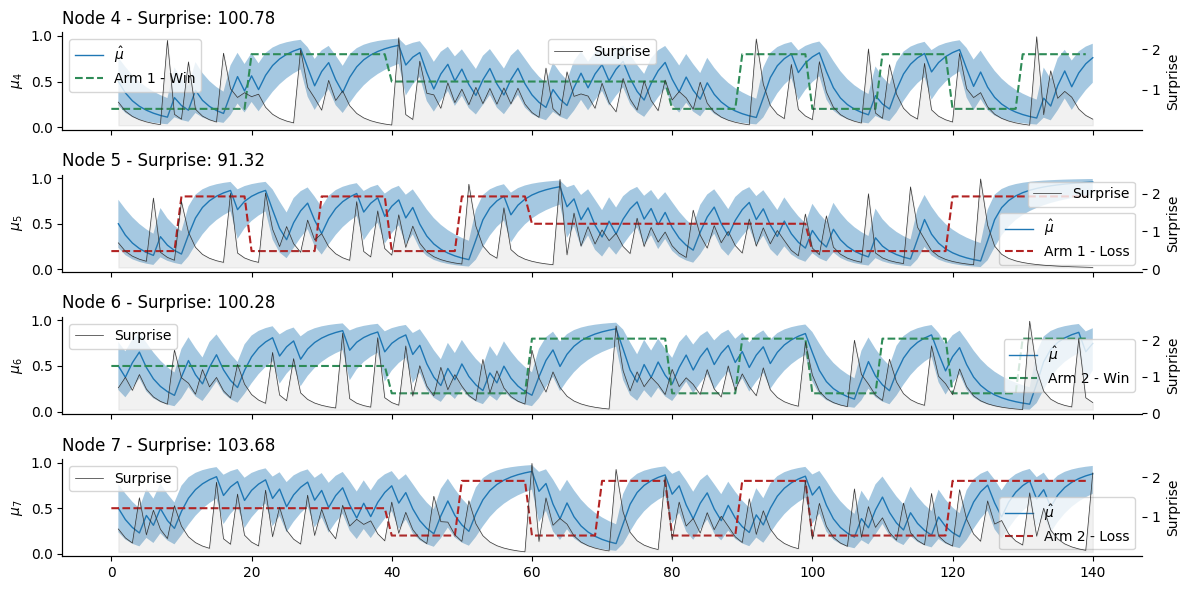 Node 4 - Surprise: 100.78
1.0
0.5
0.0
μ4
μ̂
Arm 1 - Win
Surprise
2
1
Surprise
Node 5 - Surprise: 91.32
1.0
0.5
0.0
μ5
Surprise
μ̂
Arm 1 - Loss
2
1
0
Surprise
Node 6 - Surprise: 100.28
1.0
0.5
0.0
μ6
Surprise
μ̂
Arm 2 - Win
2
1
0
Surprise
Node 7 - Surprise: 103.68
1.0
0.5
0.0
μ7
Surprise
μ̂
Arm 2 - Loss
2
1
Surprise
0 20 40 60 80 100 120 140